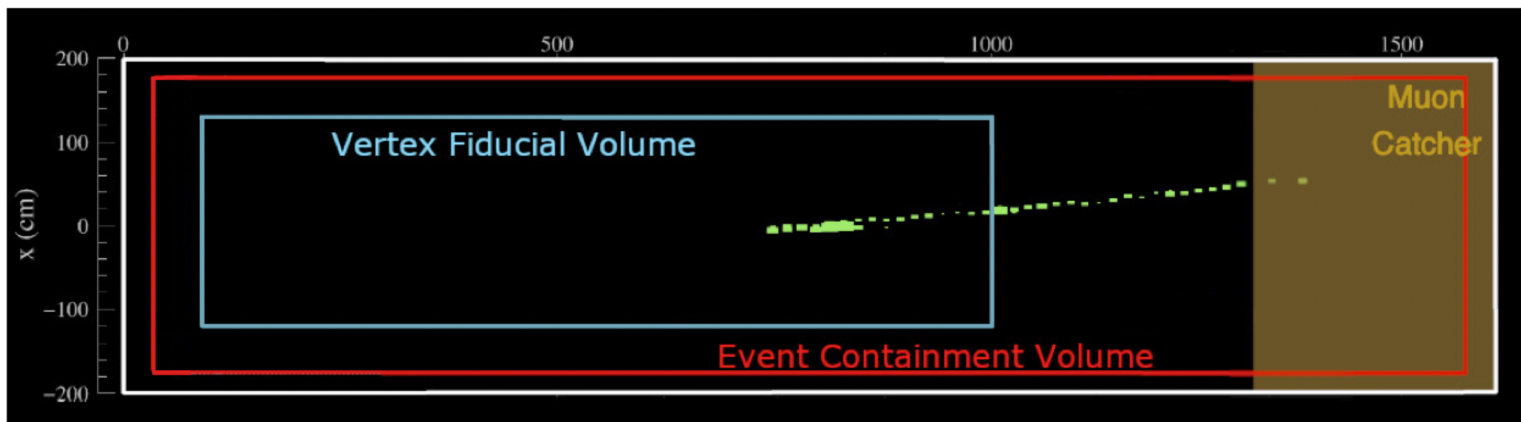 0 500 1000 1500
200
Muon
Vertex Fiducial Volume
100
Catcher
x (cm)
0
−100
Event Containment Volume
−200